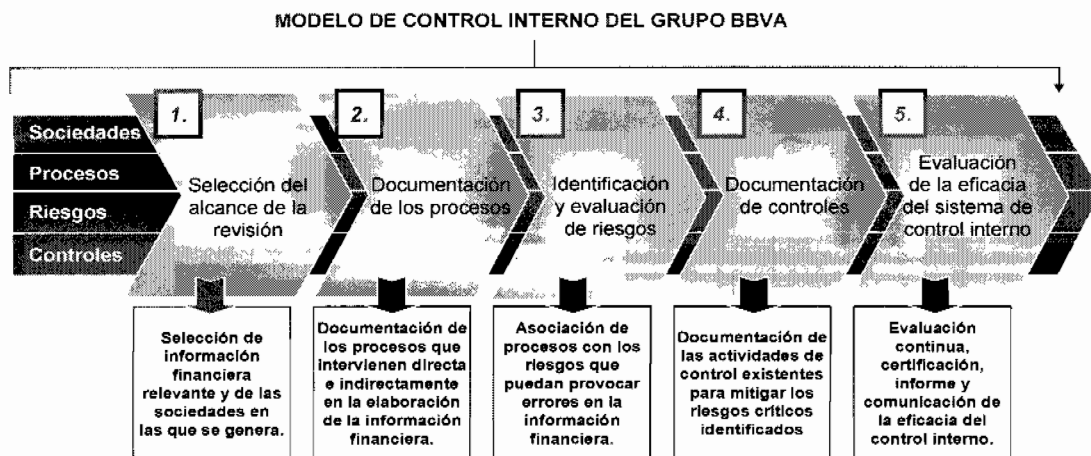 MODELO DE CONTROL INTERNO DEL GRUPO BBVA
Sociedades
Procesos
Riesgos
Controles
1.
Selección del
alcance de la
revisión
2.
Documentación
de los procesos
3.
Identificación
y evaluación
de riesgos
4.
Documentación
de controles
5.
Evaluación
de la eficacia
del sistema de
control interno
Selección de
información
financiera
relevante y de las
sociedades en
las que se genera.
Documentación de
los procesos que
intervienen directa
e indirectamente
en la elaboración
de la información
financiera.
Asociación de
procesos con los
riesgos que
puedan provocar
errores en la
información
financiera.
Documentación de
las actividades de
control existentes
para mitigar los
riesgos críticos
identificados
Evaluación
continua,
certificación,
informe y
comunicación de
la eficacia del
control interno.